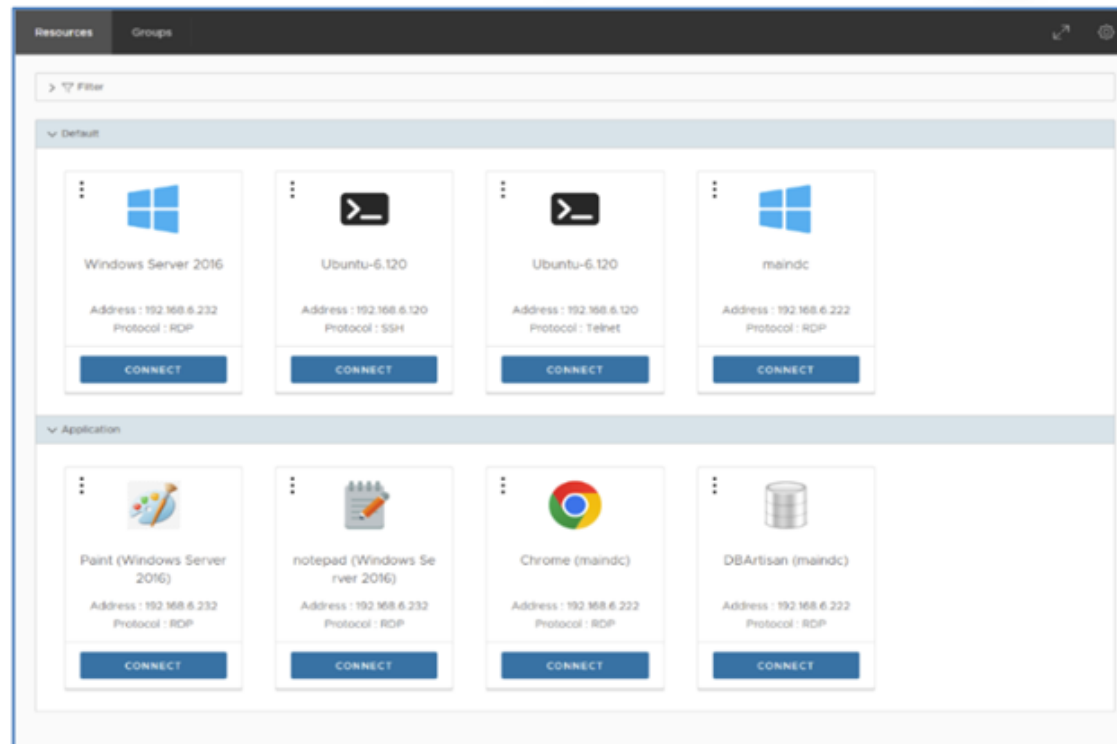 Resources Groups
Filter
Default
Windows Server 2016
Address : 192.168.6.232
Protocol : RDP
CONNECT
Ubuntu-6.120
Address : 192.168.6.120
Protocol : SSH
CONNECT
Ubuntu-6.120
Address : 192.168.6.120
Protocol : Telnet
CONNECT
maindc
Address : 192.168.6.222
Protocol : RDP
CONNECT
Application
Paint (Windows Server
2016)
Address : 192.168.6.232
Protocol : RDP
CONNECT
notepad (Windows Se
rver 2016)
Address : 192.168.6.232
Protocol : RDP
CONNECT
Chrome (maindc)
Address : 192.168.6.222
Protocol : RDP
CONNECT
DBArtisan (maindc)
Address : 192.168.6.222
Protocol : RDP
CONNECT